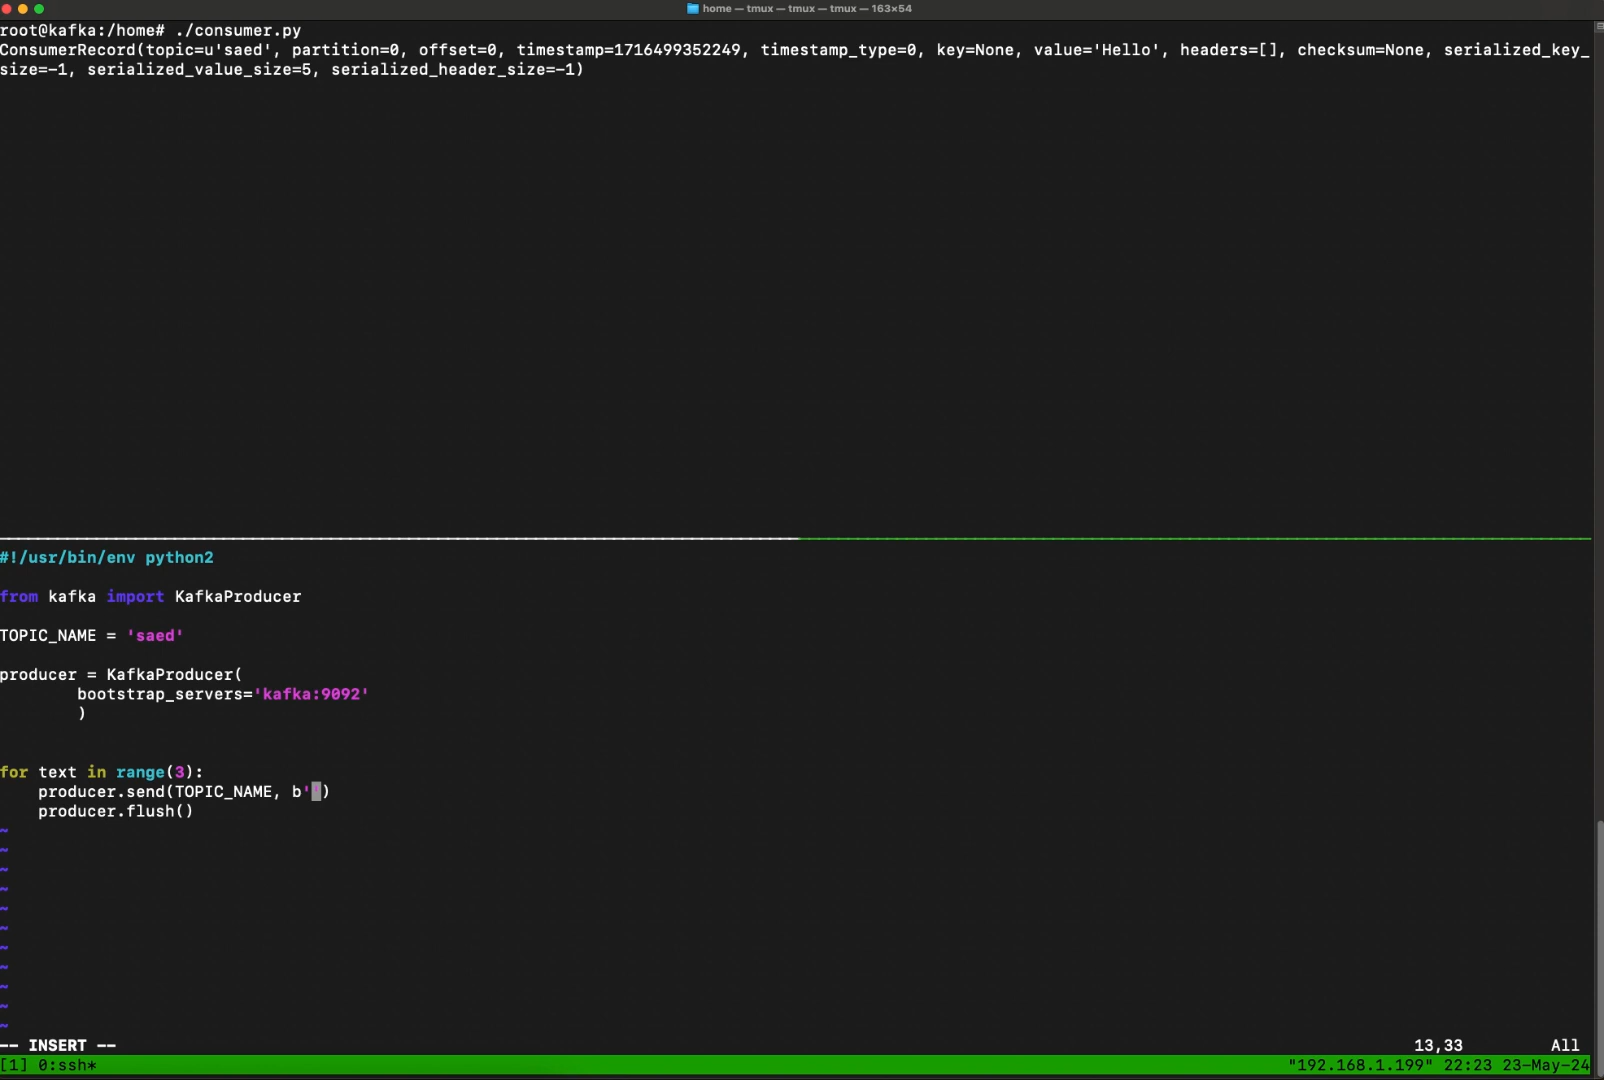 home — tmux — tmux — tmux — 163×54
root@kafka:/home# ./consumer.py
ConsumerRecord(topic=u'saed', partition=0, offset=0, timestamp=1716499352249, timestamp_type=0, key=None, value='Hello', headers=[], checksum=None, serialized_key_
size=-1, serialized_value_size=5, serialized_header_size=-1)
#!/usr/bin/env python2
from kafka import KafkaProducer
TOPIC_NAME = 'saed'
producer = KafkaProducer(
        bootstrap_servers='kafka:9092'
        )
for text in range(3):
    producer.send(TOPIC_NAME, b'')
    producer.flush()
~
~
~
~
~
~
~
~
~
~
~
-- INSERT -- 13,33 All
[1] 0:ssh* "192.168.1.199" 22:23 23-May-24